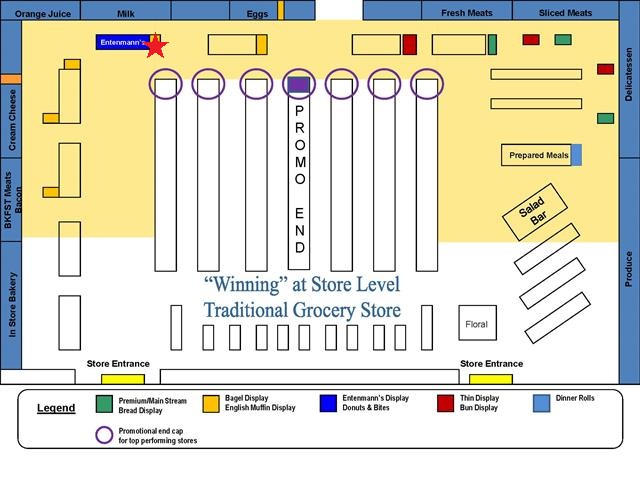 Orange Juice
Milk
Eggs
Fresh Meats
Sliced Meats
Entenmann's
Delicatessen
Cream Cheese
PROMO END
Prepared Meals
BKFST Meats
Bacon
Salad
Bar
Produce
In Store Bakery
“Winning” at Store Level
Traditional Grocery Store
Floral
Store Entrance
Store Entrance
Legend
Premium/Main Stream
Bread Display
Bagel Display
English Muffin Display
Entenmann's Display
Donuts & Bites
Thin Display
Bun Display
Dinner Rolls
Promotional end cap
for top performing stores